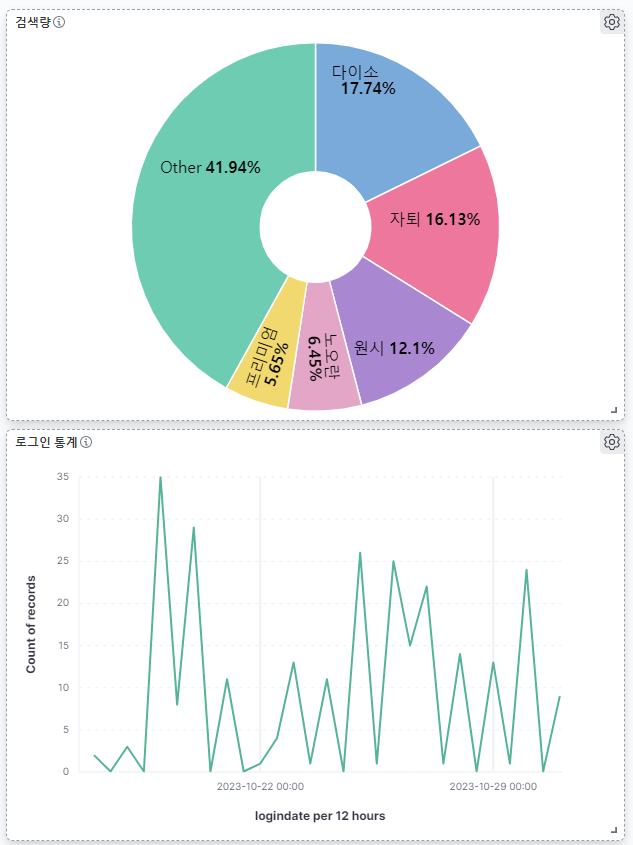 검색량
다이소
17.74%
자퇴 16.13%
원시 12.1%
노오란
6.45%
프리미엄
5.65%
Other 41.94%
로그인 통계
35
30
25
20
15
10
5
0
Count of records
2023-10-22 00:00
2023-10-29 00:00
logindate per 12 hours